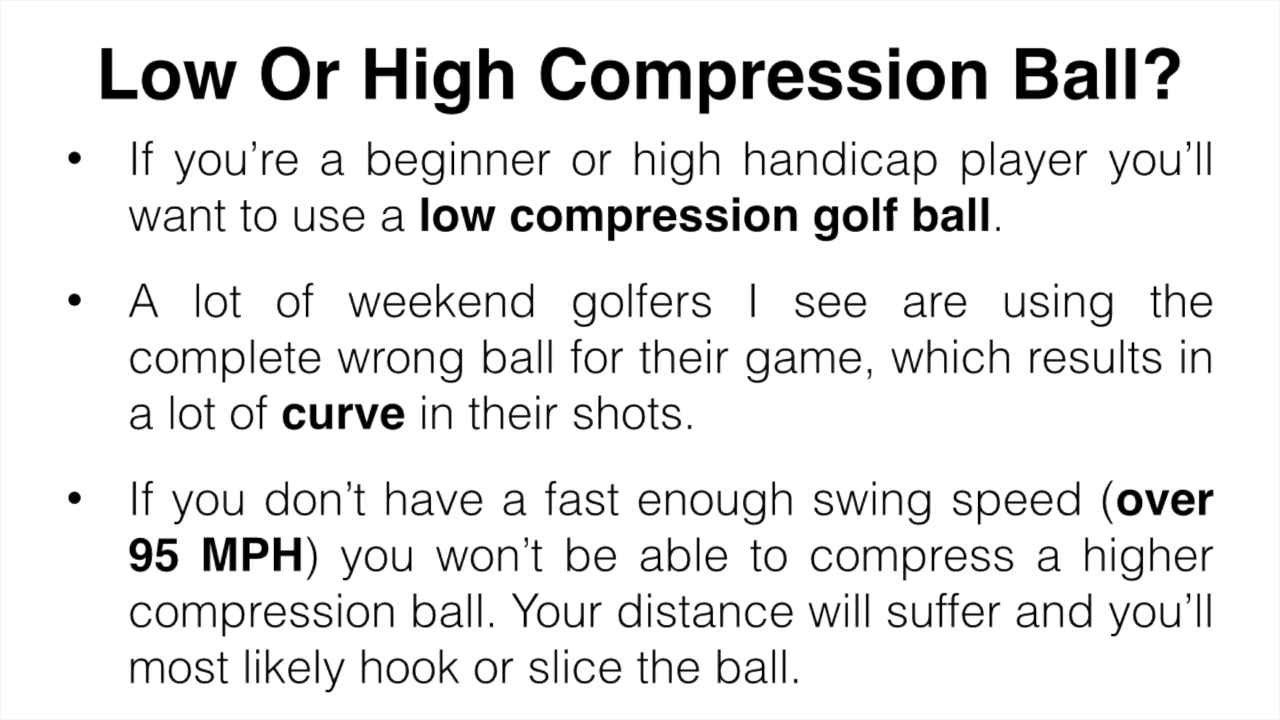 Low Or High Compression Ball?
• If you’re a beginner or high handicap player you’ll
want to use a low compression golf ball.
• A lot of weekend golfers I see are using the
complete wrong ball for their game, which results in
a lot of curve in their shots.
• If you don’t have a fast enough swing speed (over
95 MPH) you won’t be able to compress a higher
compression ball. Your distance will suffer and you’ll
most likely hook or slice the ball.